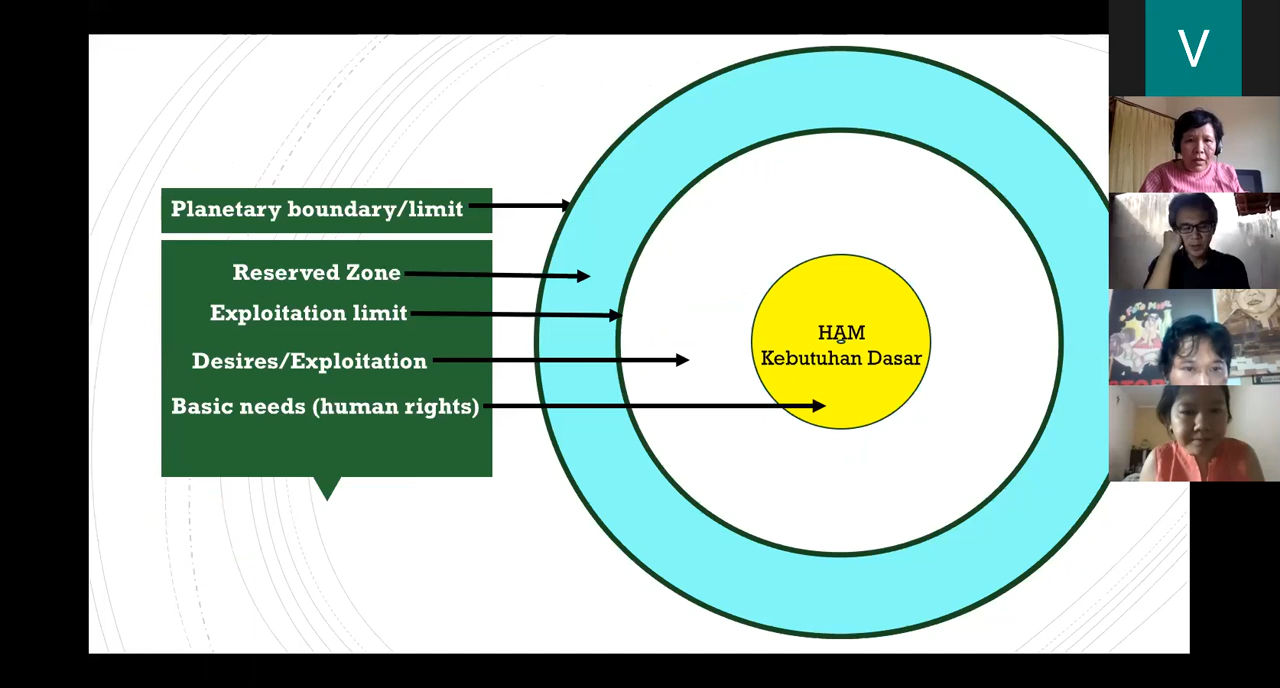 V
Planetary boundary/limit
Reserved Zone
Exploitation limit
Desires/Exploitation
Basic needs (human rights)
HAM
Kebutuhan Dasar